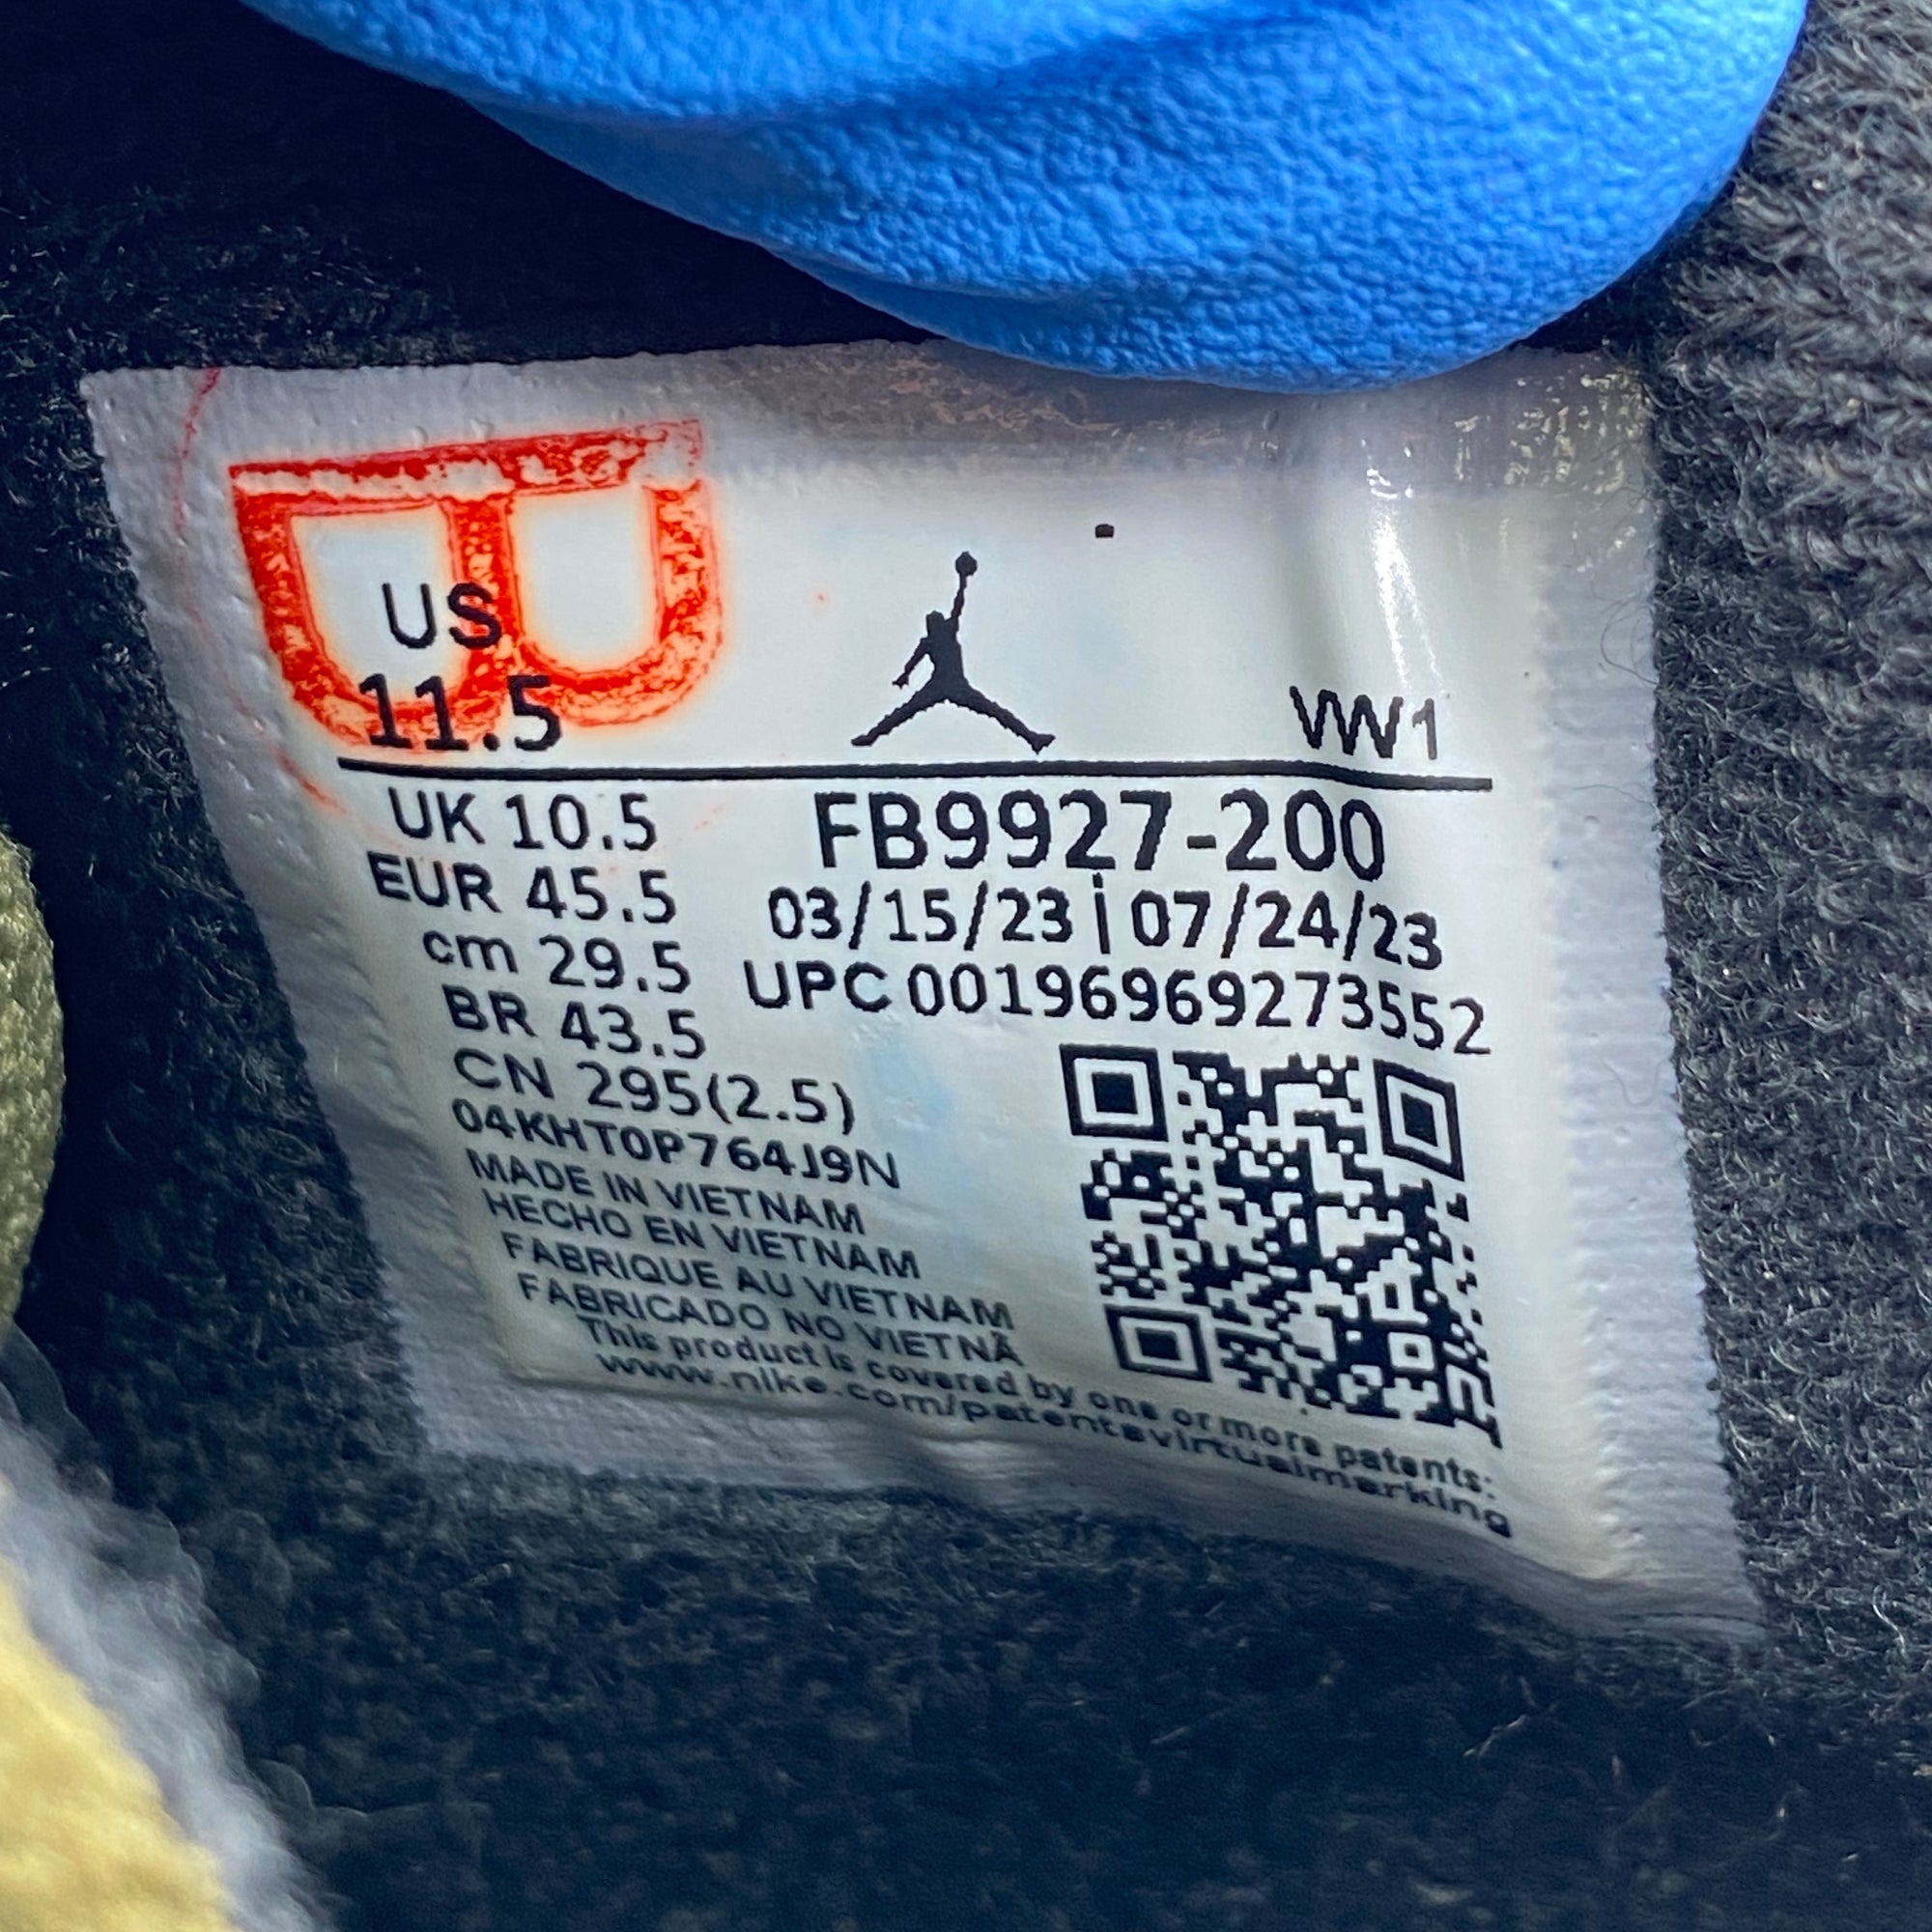 B
US
11.5
VW1
UK 10.5
EUR 45.5
cm 29.5
BR 43.5
CN 295(2.5)
FB9927-200
03/15/23 | 07/24/23
UPC 00196969273552
04KHT0P764J9N
MADE IN VIETNAM
HECHO EN VIETNAM
FABRIQUE AU VIETNAM
FABRICADO NO VIETNÃ
This product is covered by one or more patents:
www.nike.com/patentsvirtualmarking